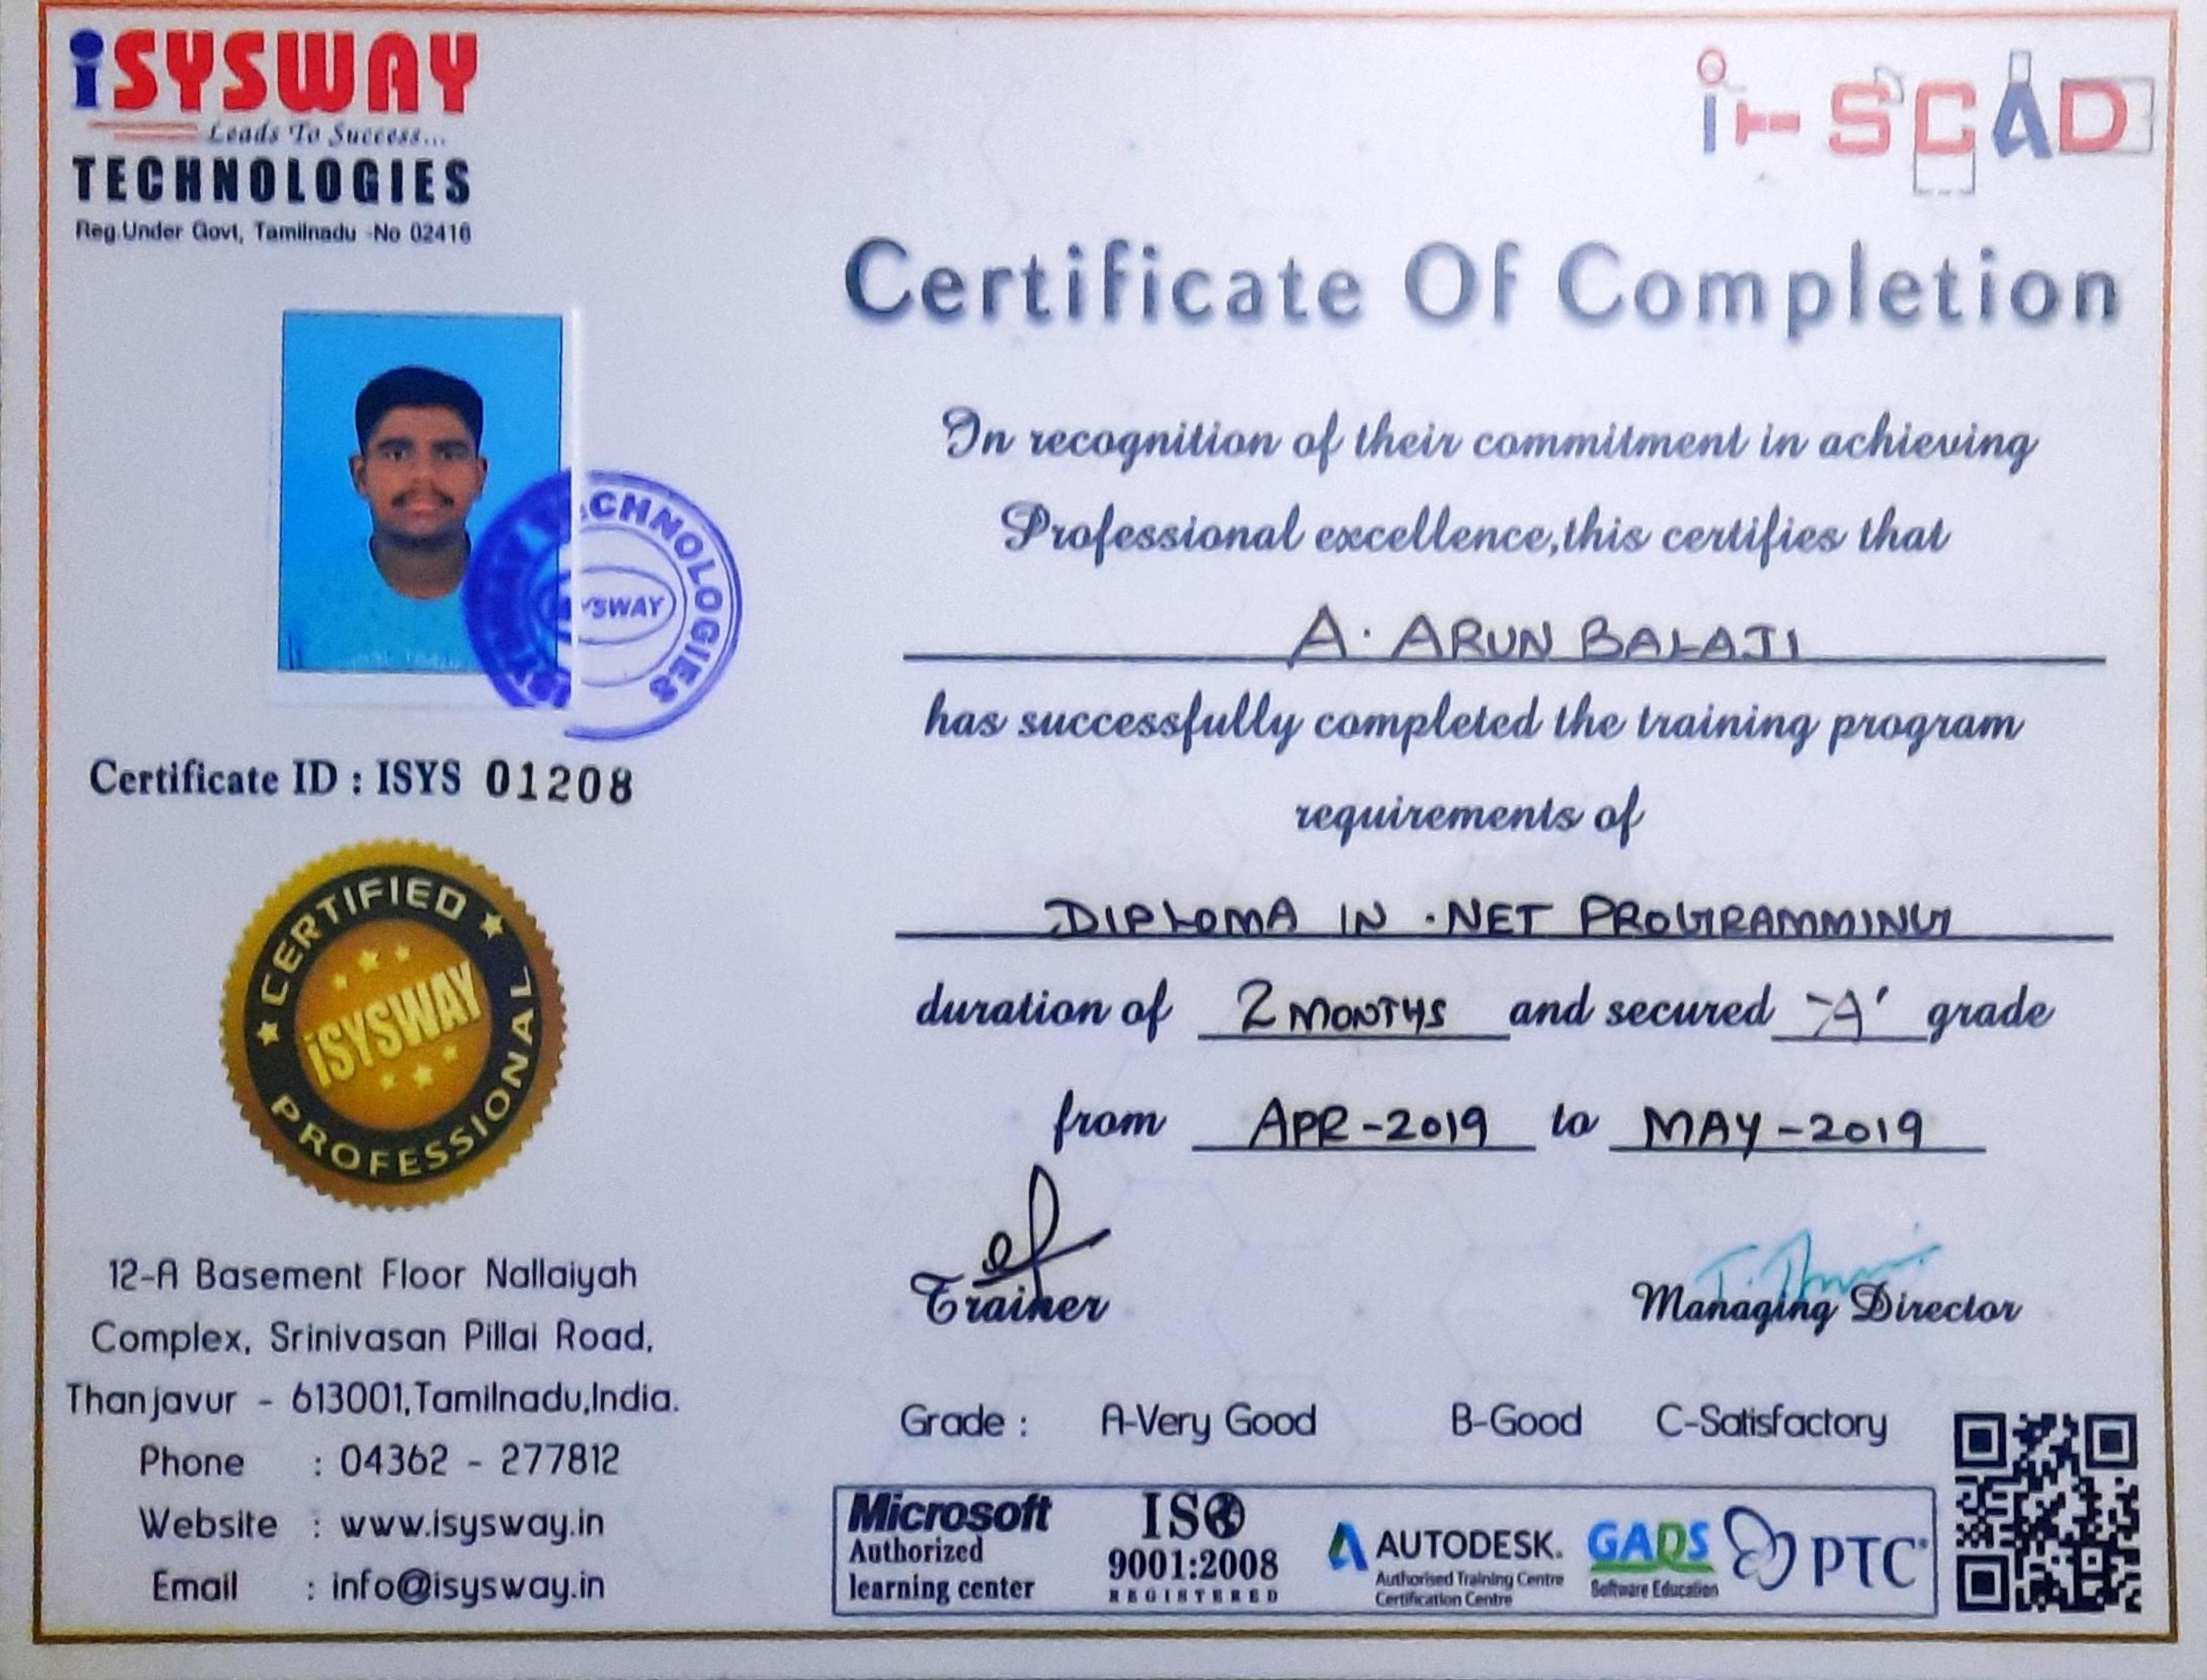 iSYSWAY
Leads To Success...
TECHNOLOGIES
Reg.Under Govt, Tamilnadu -No 02416
i-SCAD
Certificate Of Completion
In recognition of their commitment in achieving
Professional excellence,this certifies that
A. ARUN BALAJI
has successfully completed the training program
requirements of
DIPLOMA IN .NET PROGRAMMING
duration of 2 MONTHS and secured 'A' grade
from APR-2019 to MAY-2019
Trainer
Managing Director
Grade : A-Very Good B-Good C-Satisfactory
TECHNOLOGIES
Certificate ID : ISYS 01208
CERTIFIED
iSYSWAY
PROFESSIONAL
12-A Basement Floor Nallaiyah
Complex, Srinivasan Pillai Road,
Thanjavur - 613001,Tamilnadu,India.
Phone : 04362 - 277812
Website : www.isysway.in
Email : info@isysway.in
Microsoft
Authorized
learning center
ISO
9001:2008
REGISTERED
AUTODESK.
Authorised Training Centre
Certification Centre
GADS
Software Education
PTC